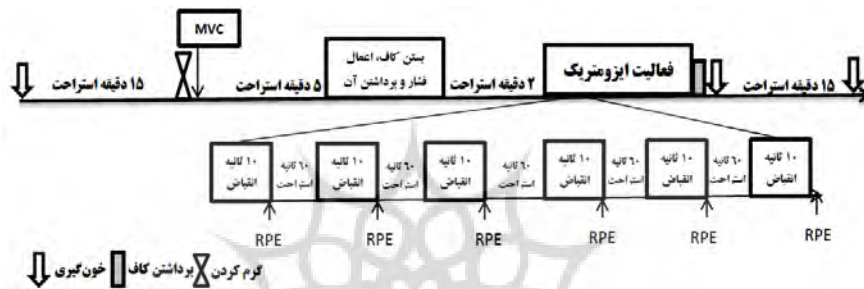 MVC
۱۵ دقیقه استراحت
۵ دقیقه استراحت
بستن کاف، اعمال
فشار و برداشتن آن
۲ دقیقه استراحت
فعالیت ایزومتریک
۱۵ دقیقه استراحت
۱۰ ثانیه
انقباض
۶۰ ثانیه
استراحت
۱۰ ثانیه
انقباض
۶۰ ثانیه
استراحت
۱۰ ثانیه
انقباض
۶۰ ثانیه
استراحت
۱۰ ثانیه
انقباض
۶۰ ثانیه
استراحت
۱۰ ثانیه
انقباض
۶۰ ثانیه
استراحت
۱۰ ثانیه
انقباض
RPE
RPE
RPE
RPE
RPE
RPE
گرم کردن
برداشتن کاف
خون‌گیری